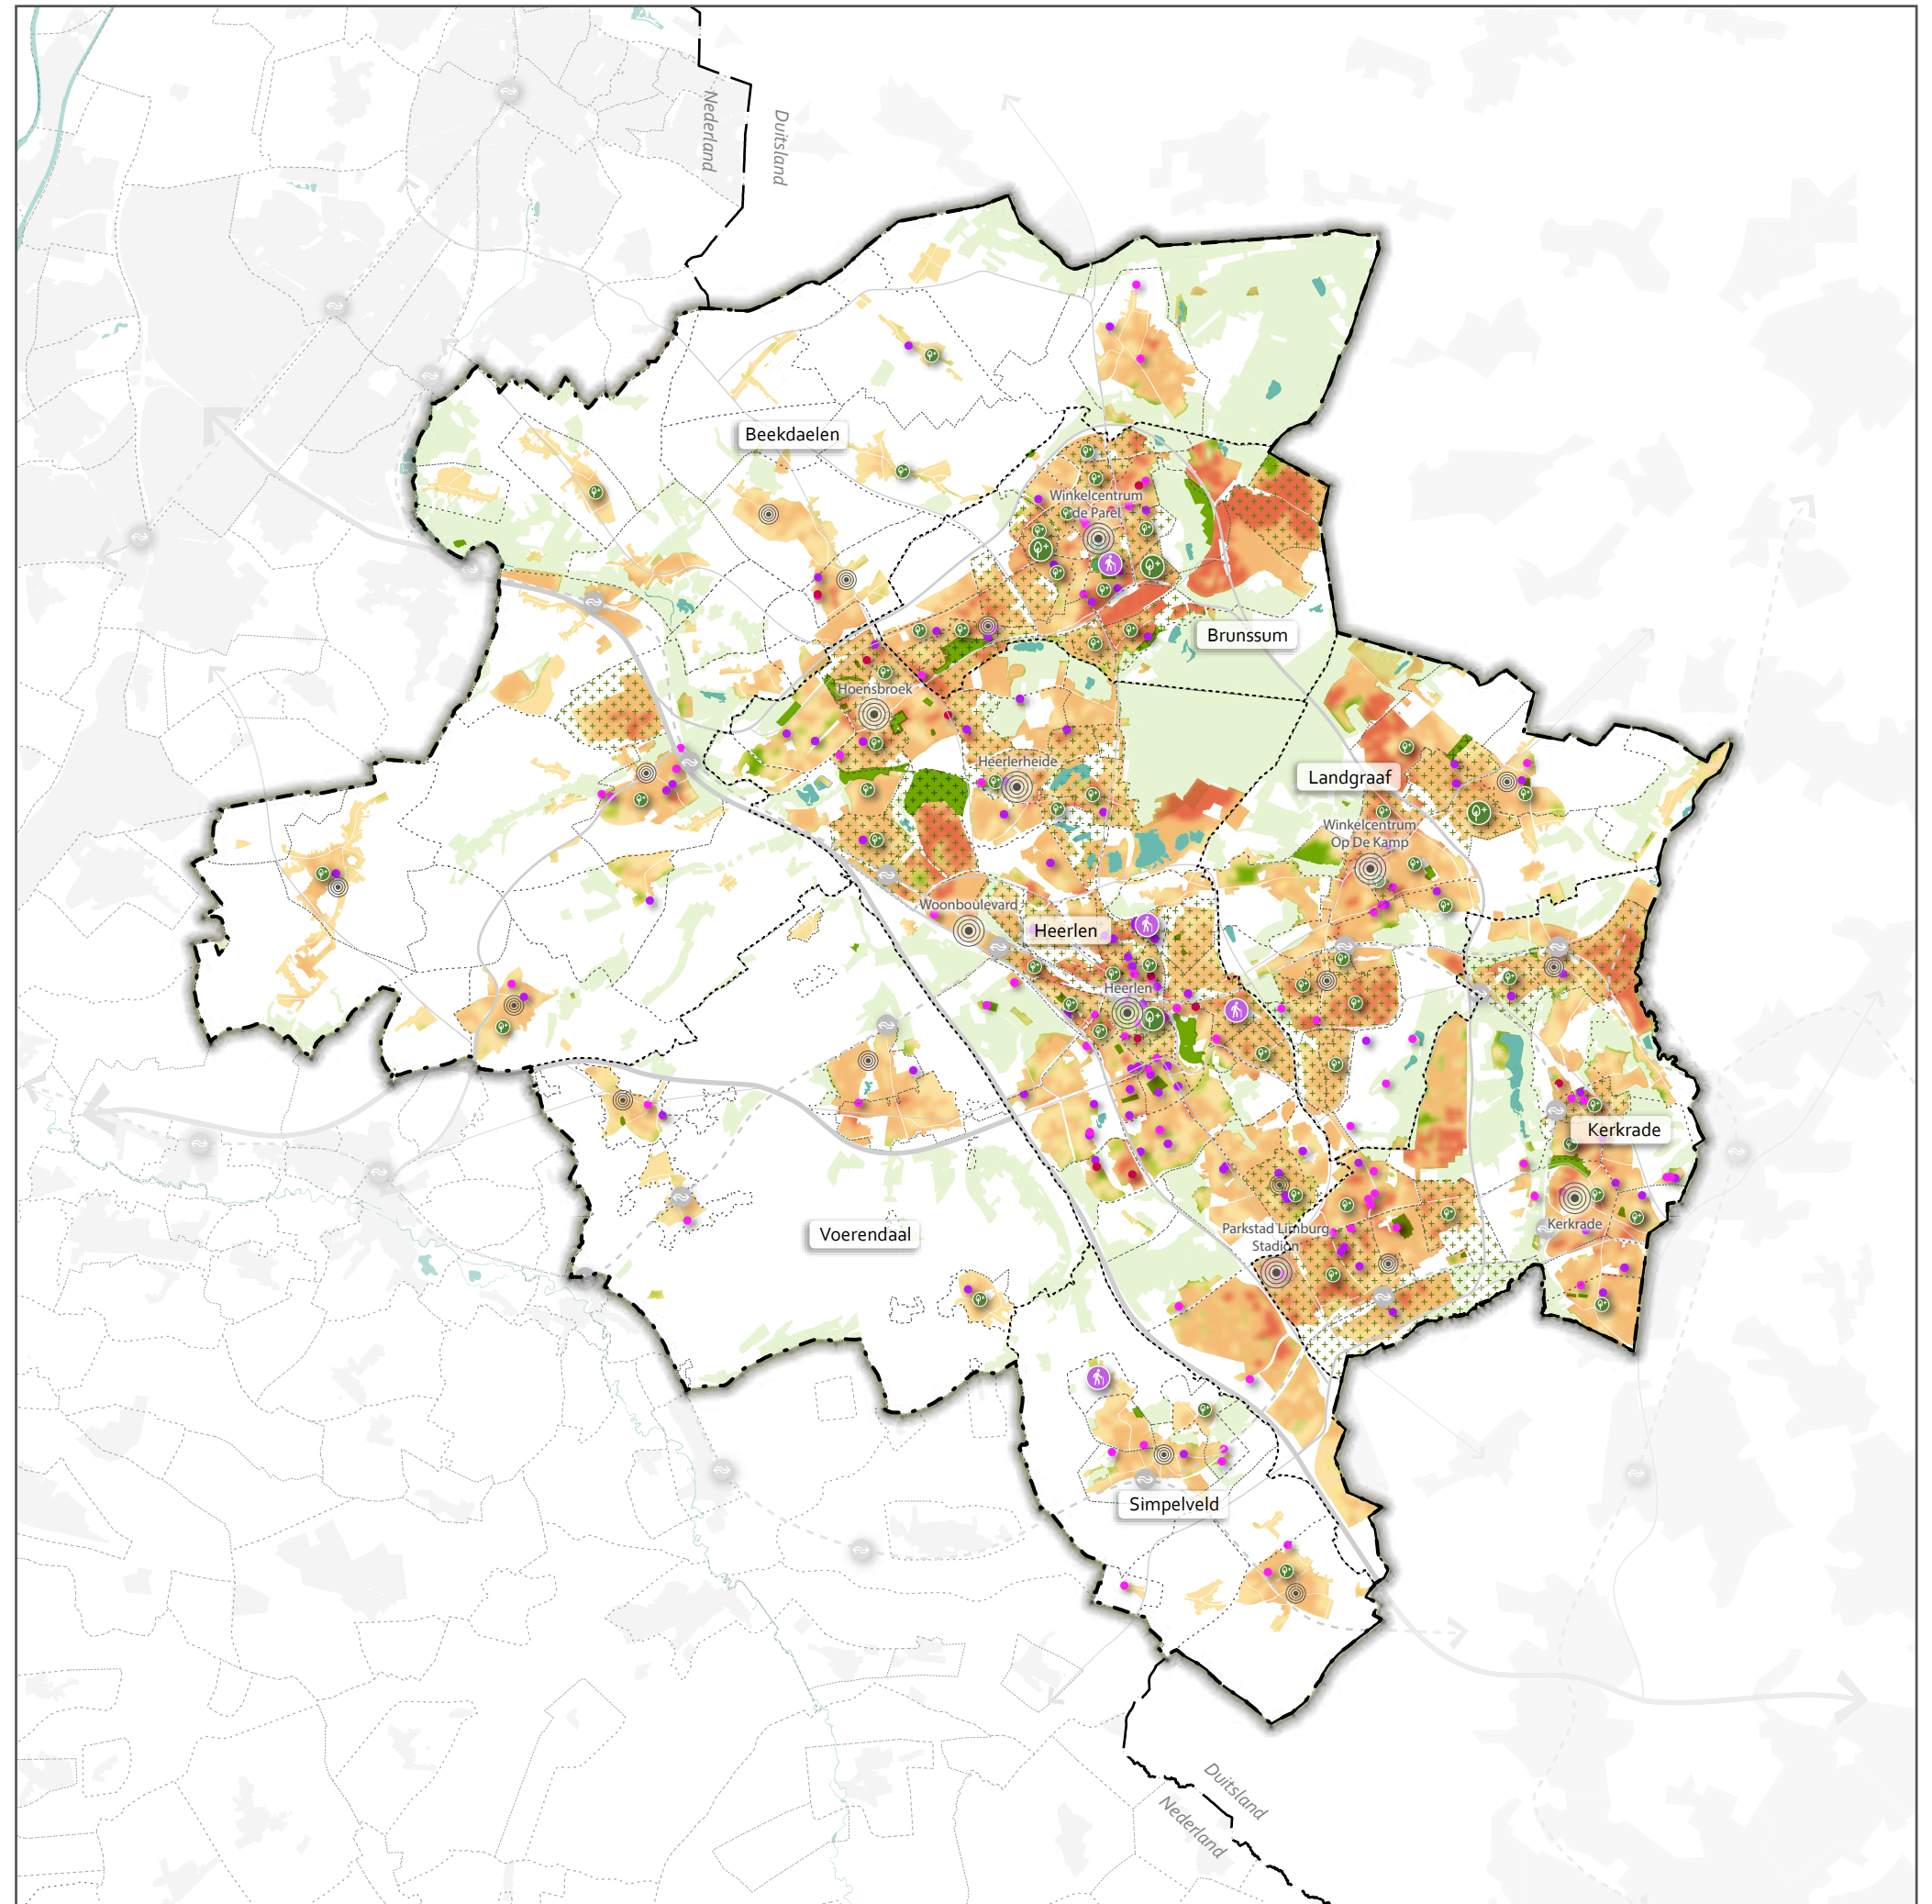 Nederland
Duitsland
Beekdaelen
Winkelcentrum
de Parel
Brunssum
Hoensbroek
Heerlerheide
Landgraaf
Winkelcentrum
Op De Kamp
Woonboulevard
Heerlen
Heerlen
Kerkrade
Kerkrade
Parkstad Limburg
Stadion
Voerendaal
Simpelveld
Duitsland
Nederland